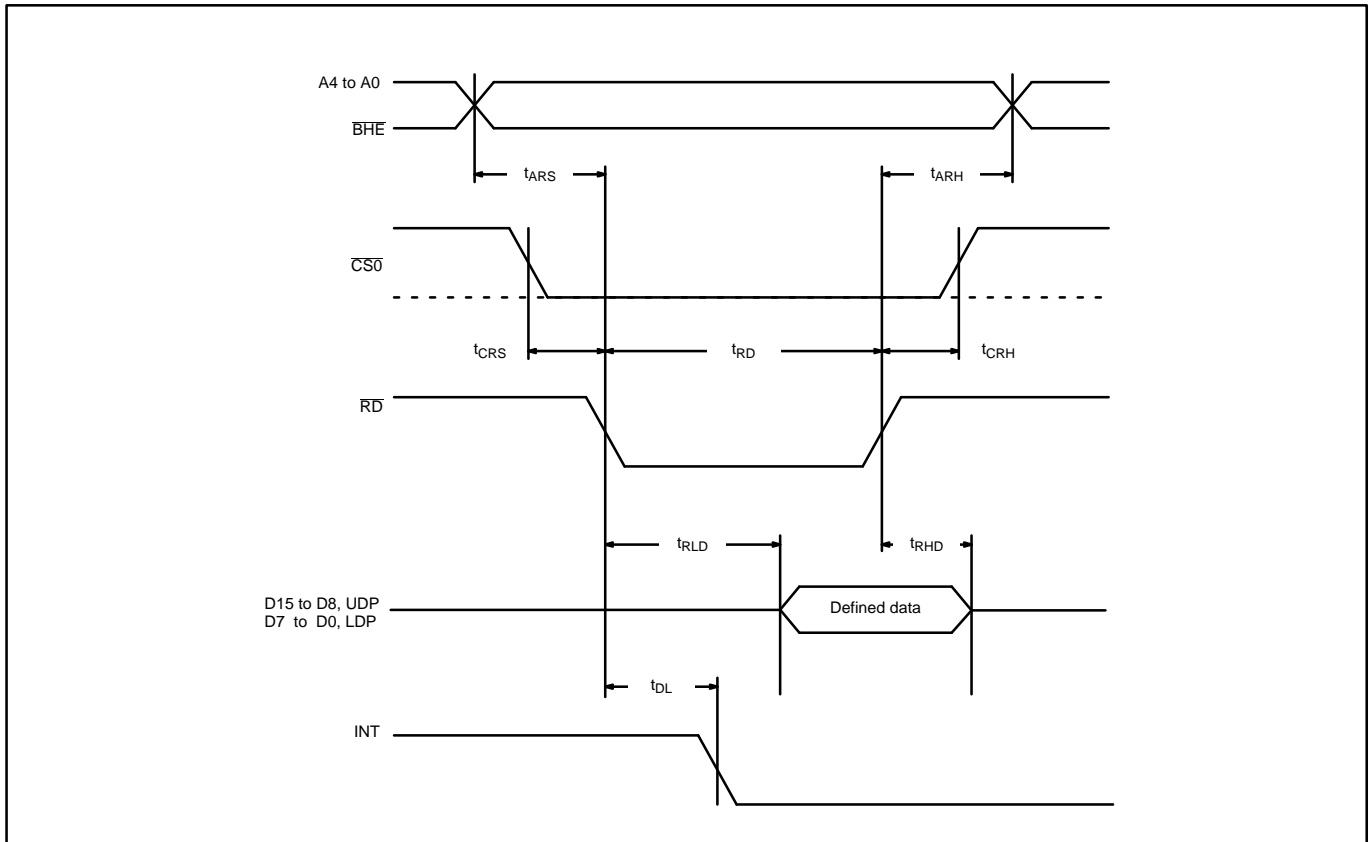 A4 to A0
BHE
tARS
tARH
CS0
tCRS
tRD
tCRH
RD
tRLD
tRHD
D15 to D8, UDP
D7 to D0, LDP
Defined data
tDL
INT